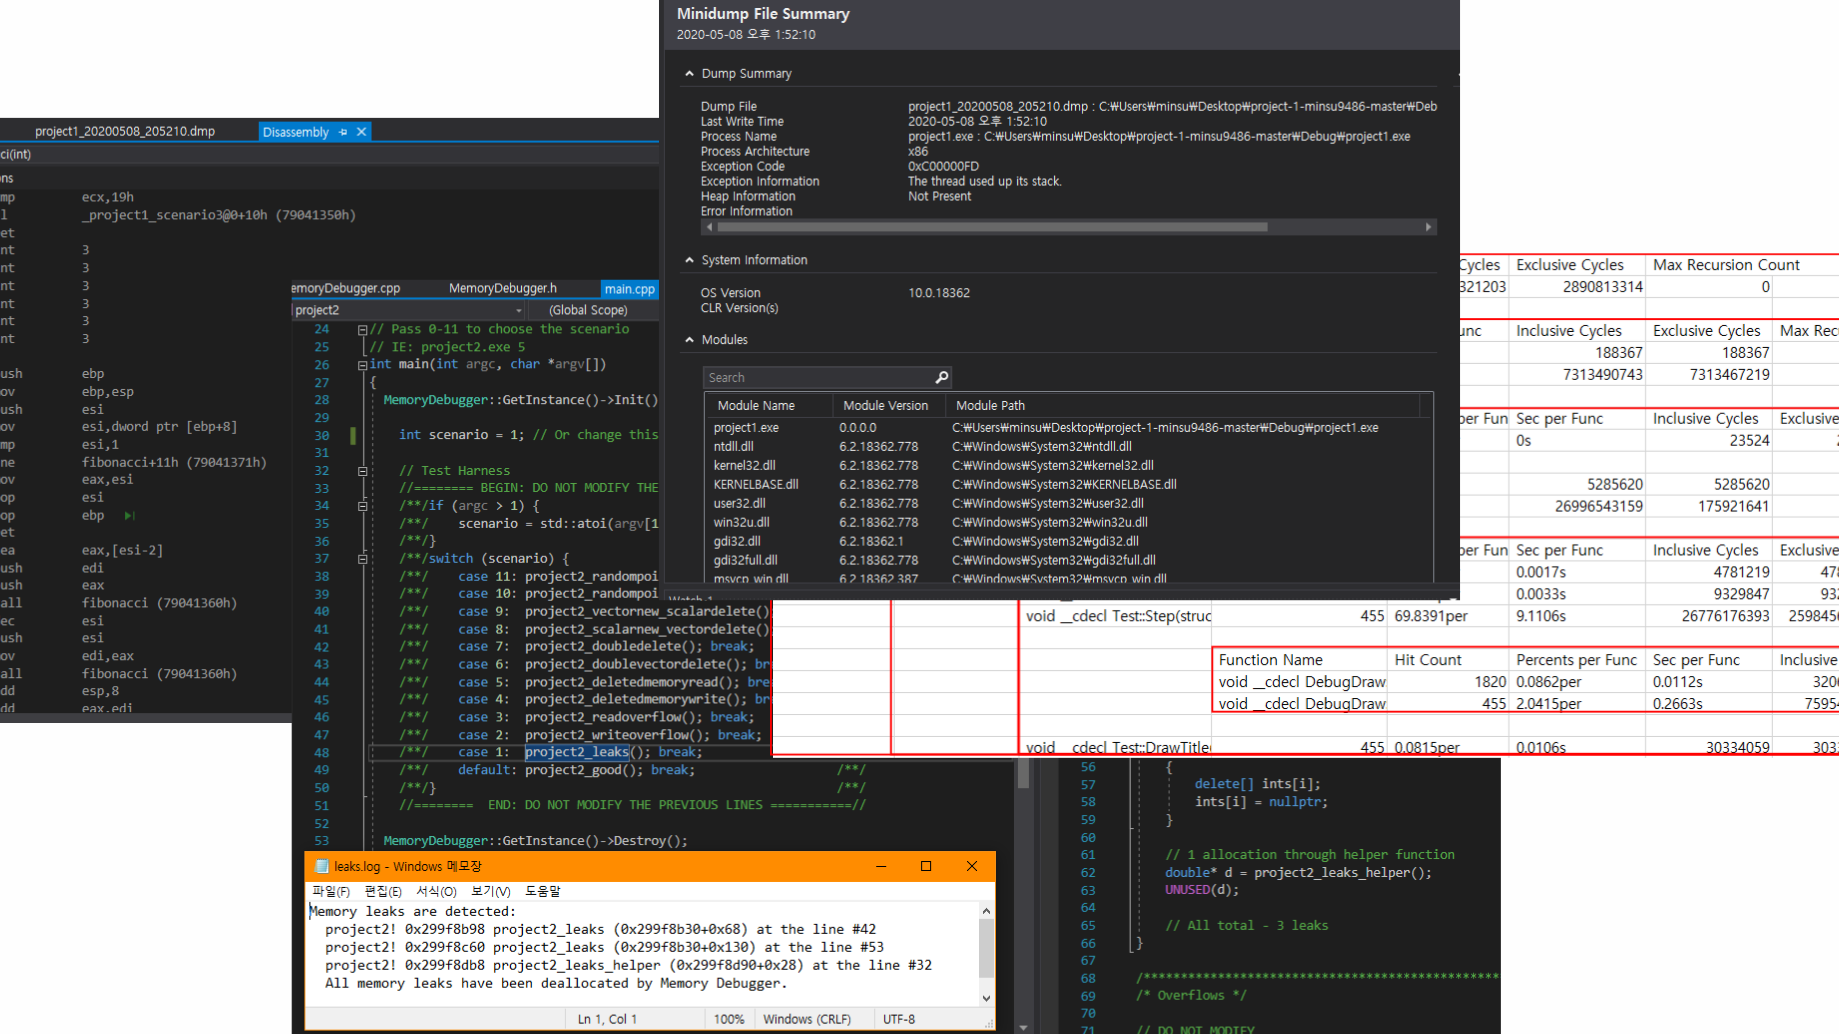 Minidump File Summary
2020-05-08 오후 1:52:10
Dump Summary
Dump File project1_20200508_205210.dmp : C:₩Users₩minsu₩Desktop₩project-1-minsu9486-master₩Deb
Last Write Time 2020-05-08 오후 1:52:10
Process Name project1.exe : C:₩Users₩minsu₩Desktop₩project-1-minsu9486-master₩Debug₩project1.exe
Process Architecture x86
Exception Code 0xC00000FD
Exception Information The thread used up its stack.
Heap Information Not Present
Error Information
System Information
OS Version 10.0.18362
CLR Version(s)
Modules
Search
Module Name Module Version Module Path
project1.exe 0.0.0.0 C:₩Users₩minsu₩Desktop₩project-1-minsu9486-master₩Debug₩project1.exe
ntdll.dll 6.2.18362.778 C:₩Windows₩System32₩ntdll.dll
kernel32.dll 6.2.18362.778 C:₩Windows₩System32₩kernel32.dll
KERNELBASE.dll 6.2.18362.778 C:₩Windows₩System32₩KERNELBASE.dll
user32.dll 6.2.18362.778 C:₩Windows₩System32₩user32.dll
win32u.dll 6.2.18362.778 C:₩Windows₩System32₩win32u.dll
gdi32.dll 6.2.18362.1 C:₩Windows₩System32₩gdi32.dll
gdi32full.dll 6.2.18362.778 C:₩Windows₩System32₩gdi32full.dll
msvcp_win.dll 6.2.18362.387 C:₩Windows₩System32₩msvcp_win.dll
project1_20200508_205210.dmp Disassembly
ci(int)
ns
mp ecx,19h
l _project1_scenario3@0+10h (79041350h)
et
nt 3
nt 3
nt 3
nt 3
nt 3
nt 3
ush ebp
ov ebp,esp
ush esi
ov esi,dword ptr [ebp+8]
mp esi,1
ne fibonacci+11h (79041371h)
ov eax,esi
op esi
op ebp
et
ea eax,[esi-2]
ush edi
ush eax
all fibonacci (79041360h)
ec esi
ush esi
ov edi,eax
all fibonacci (79041360h)
dd esp,8
dd eax,edi
emoryDebugger.cpp MemoryDebugger.h main.cpp
project2 (Global Scope)
24 // Pass 0-11 to choose the scenario
25 // IE: project2.exe 5
26 int main(int argc, char *argv[])
27 {
28 MemoryDebugger::GetInstance()->Init()
29
30 int scenario = 1; // Or change this
31
32 // Test Harness
33 //======== BEGIN: DO NOT MODIFY THE
34 /**/if (argc > 1) {
35 /**/ scenario = std::atoi(argv[1
36 /**/}
37 /**/switch (scenario) {
38 /**/ case 11: project2_randompoi
39 /**/ case 10: project2_randompoi
40 /**/ case 9: project2_vectornew_scalardelete()
41 /**/ case 8: project2_scalarnew_vectordelete()
42 /**/ case 7: project2_doubledelete(); break;
43 /**/ case 6: project2_doublevectordelete(); br
44 /**/ case 5: project2_deletedmemoryread(); bre
45 /**/ case 4: project2_deletedmemorywrite(); b
46 /**/ case 3: project2_readoverflow(); break;
47 /**/ case 2: project2_writeoverflow(); break;
48 /**/ case 1: project2_leaks(); break;
49 /**/ default: project2_good(); break; /**/
50 /**/} /**/
51 //======== END: DO NOT MODIFY THE PREVIOUS LINES ===========//
52
53 MemoryDebugger::GetInstance()->Destroy();
leaks.log - Windows 메모장
파일(F) 편집(E) 서식(O) 보기(V) 도움말
Memory leaks are detected:
project2! 0x299f8b98 project2_leaks (0x299f8b30+0x68) at the line #42
project2! 0x299f8c60 project2_leaks (0x299f8b30+0x130) at the line #53
project2! 0x299f8db8 project2_leaks_helper (0x299f8d90+0x28) at the line #32
All memory leaks have been deallocated by Memory Debugger.
Ln 1, Col 1 100% Windows (CRLF) UTF-8
Cycles Exclusive Cycles Max Recursion Count
321203 2890813314 0
unc Inclusive Cycles Exclusive Cycles Max Recu
188367 188367
7313490743 7313467219
per Fun Sec per Func Inclusive Cycles Exclusive
0s 23524
5285620 5285620
26996543159 175921641
per Fun Sec per Func Inclusive Cycles Exclusive
0.0017s 4781219 478
0.0033s 9329847 932
void __cdecl Test::Step(struc 455 69.8391per 9.1106s 26776176393 2598456
Function Name Hit Count Percents per Func Sec per Func Inclusive
void __cdecl DebugDraw 1820 0.0862per 0.0112s 3206
void __cdecl DebugDraw 455 2.0415per 0.2663s 75954
void __cdecl Test::DrawTitle( 455 0.0815per 0.0106s 30334059 3033
56 {
57 delete[] ints[i];
58 ints[i] = nullptr;
59 }
60
61 // 1 allocation through helper function
62 double* d = project2_leaks_helper();
63 UNUSED(d);
64
65 // All total - 3 leaks
66 }
67
68 /************************************************
69 /* Overflows */
70
71 // DO NOT MODIFY